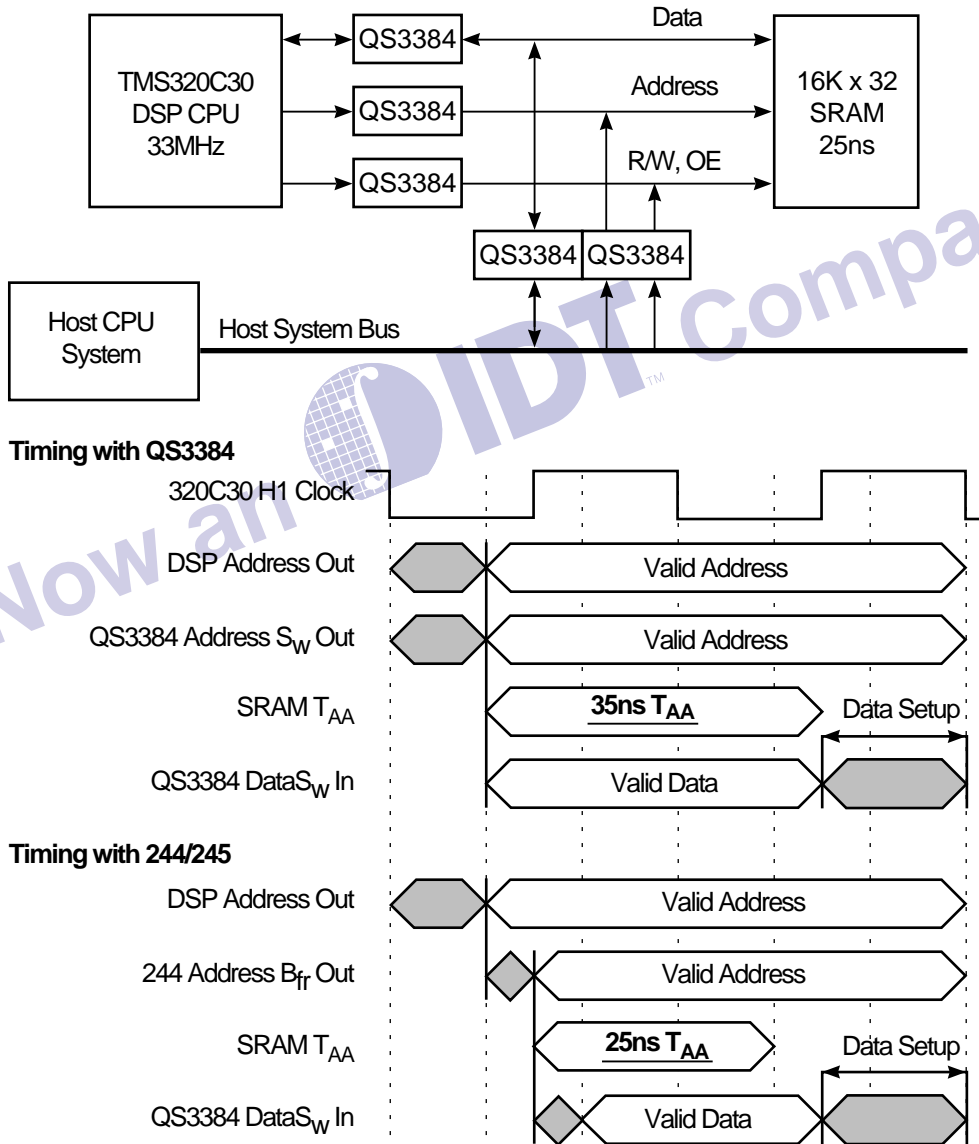 Data
QS3384
TMS320C30
DSP CPU
33MHz
Address
QS3384
16K x 32
SRAM
25ns
R/W, OE
QS3384
QS3384 QS3384
Host CPU
System
Host System Bus
Now an IDT™ Compa
Timing with QS3384
320C30 H1 Clock
DSP Address Out
Valid Address
QS3384 Address SW Out
Valid Address
SRAM TAA
35ns TAA
Data Setup
QS3384 DataSW In
Valid Data
Timing with 244/245
DSP Address Out
Valid Address
244 Address Bfr Out
Valid Address
SRAM TAA
25ns TAA
Data Setup
QS3384 DataSW In
Valid Data